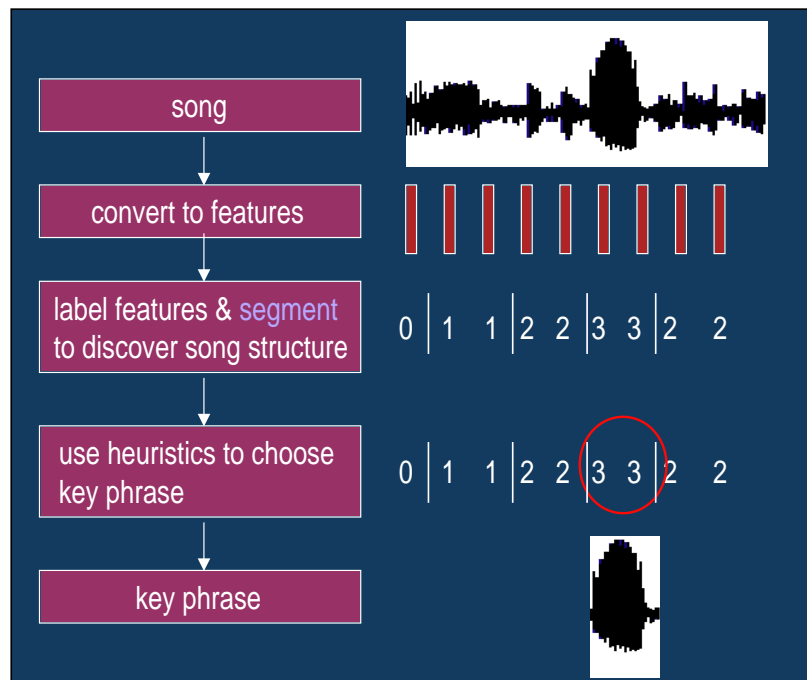 song
convert to features
label features & segment
to discover song structure
0 1 1 2 2 3 3 2 2
use heuristics to choose
key phrase
0 1 1 2 2 3 3 2 2
key phrase